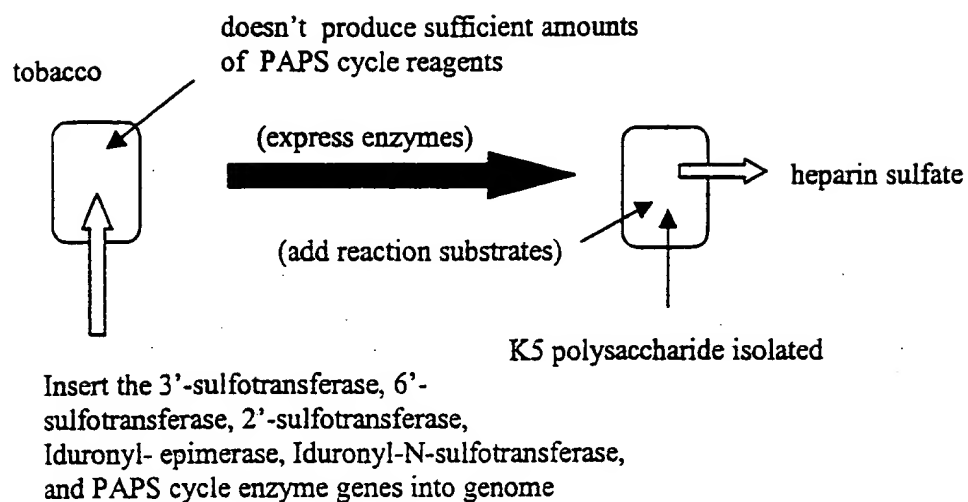 doesn't produce sufficient amounts
of PAPS cycle reagents
tobacco
(express enzymes)
heparin sulfate
(add reaction substrates)
K5 polysaccharide isolated
Insert the 3'-sulfotransferase, 6'-
sulfotransferase, 2'-sulfotransferase,
Iduronyl- epimerase, Iduronyl-N-sulfotransferase,
and PAPS cycle enzyme genes into genome